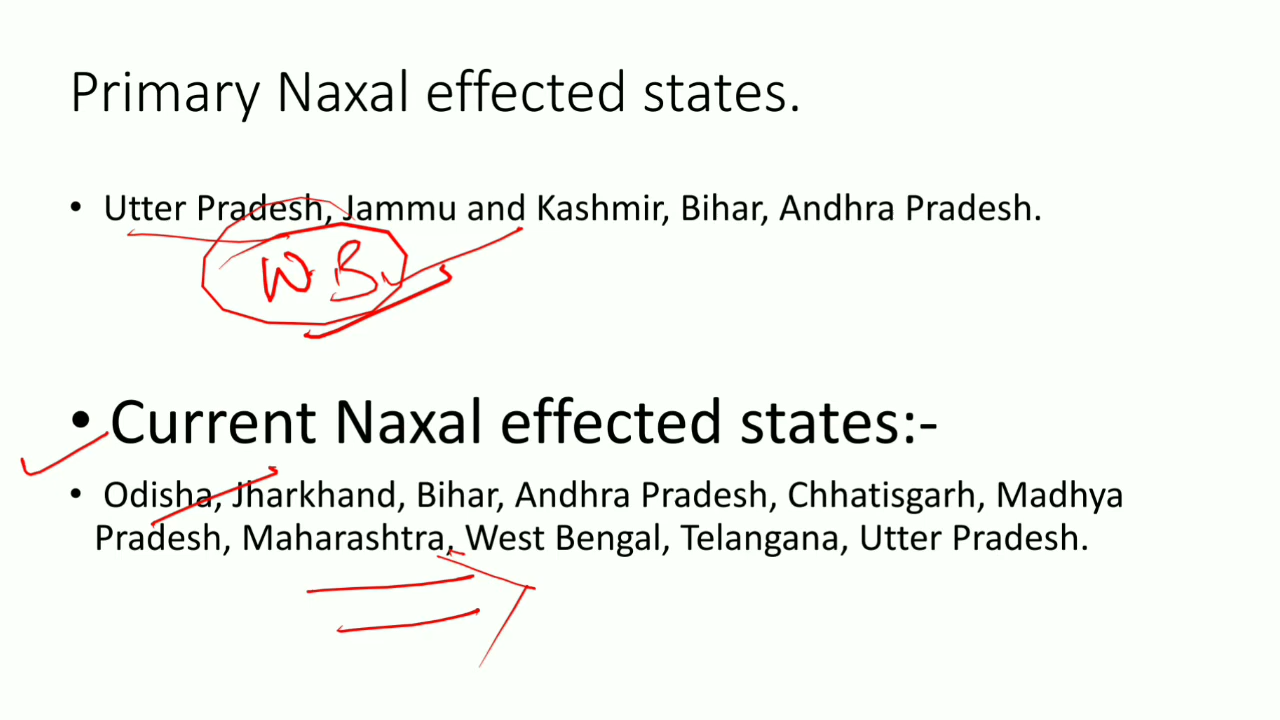 Primary Naxal effected states.
• Utter Pradesh, Jammu and Kashmir, Bihar, Andhra Pradesh.
W.B
• Current Naxal effected states:-
• Odisha, Jharkhand, Bihar, Andhra Pradesh, Chhatisgarh, Madhya
Pradesh, Maharashtra, West Bengal, Telangana, Utter Pradesh.